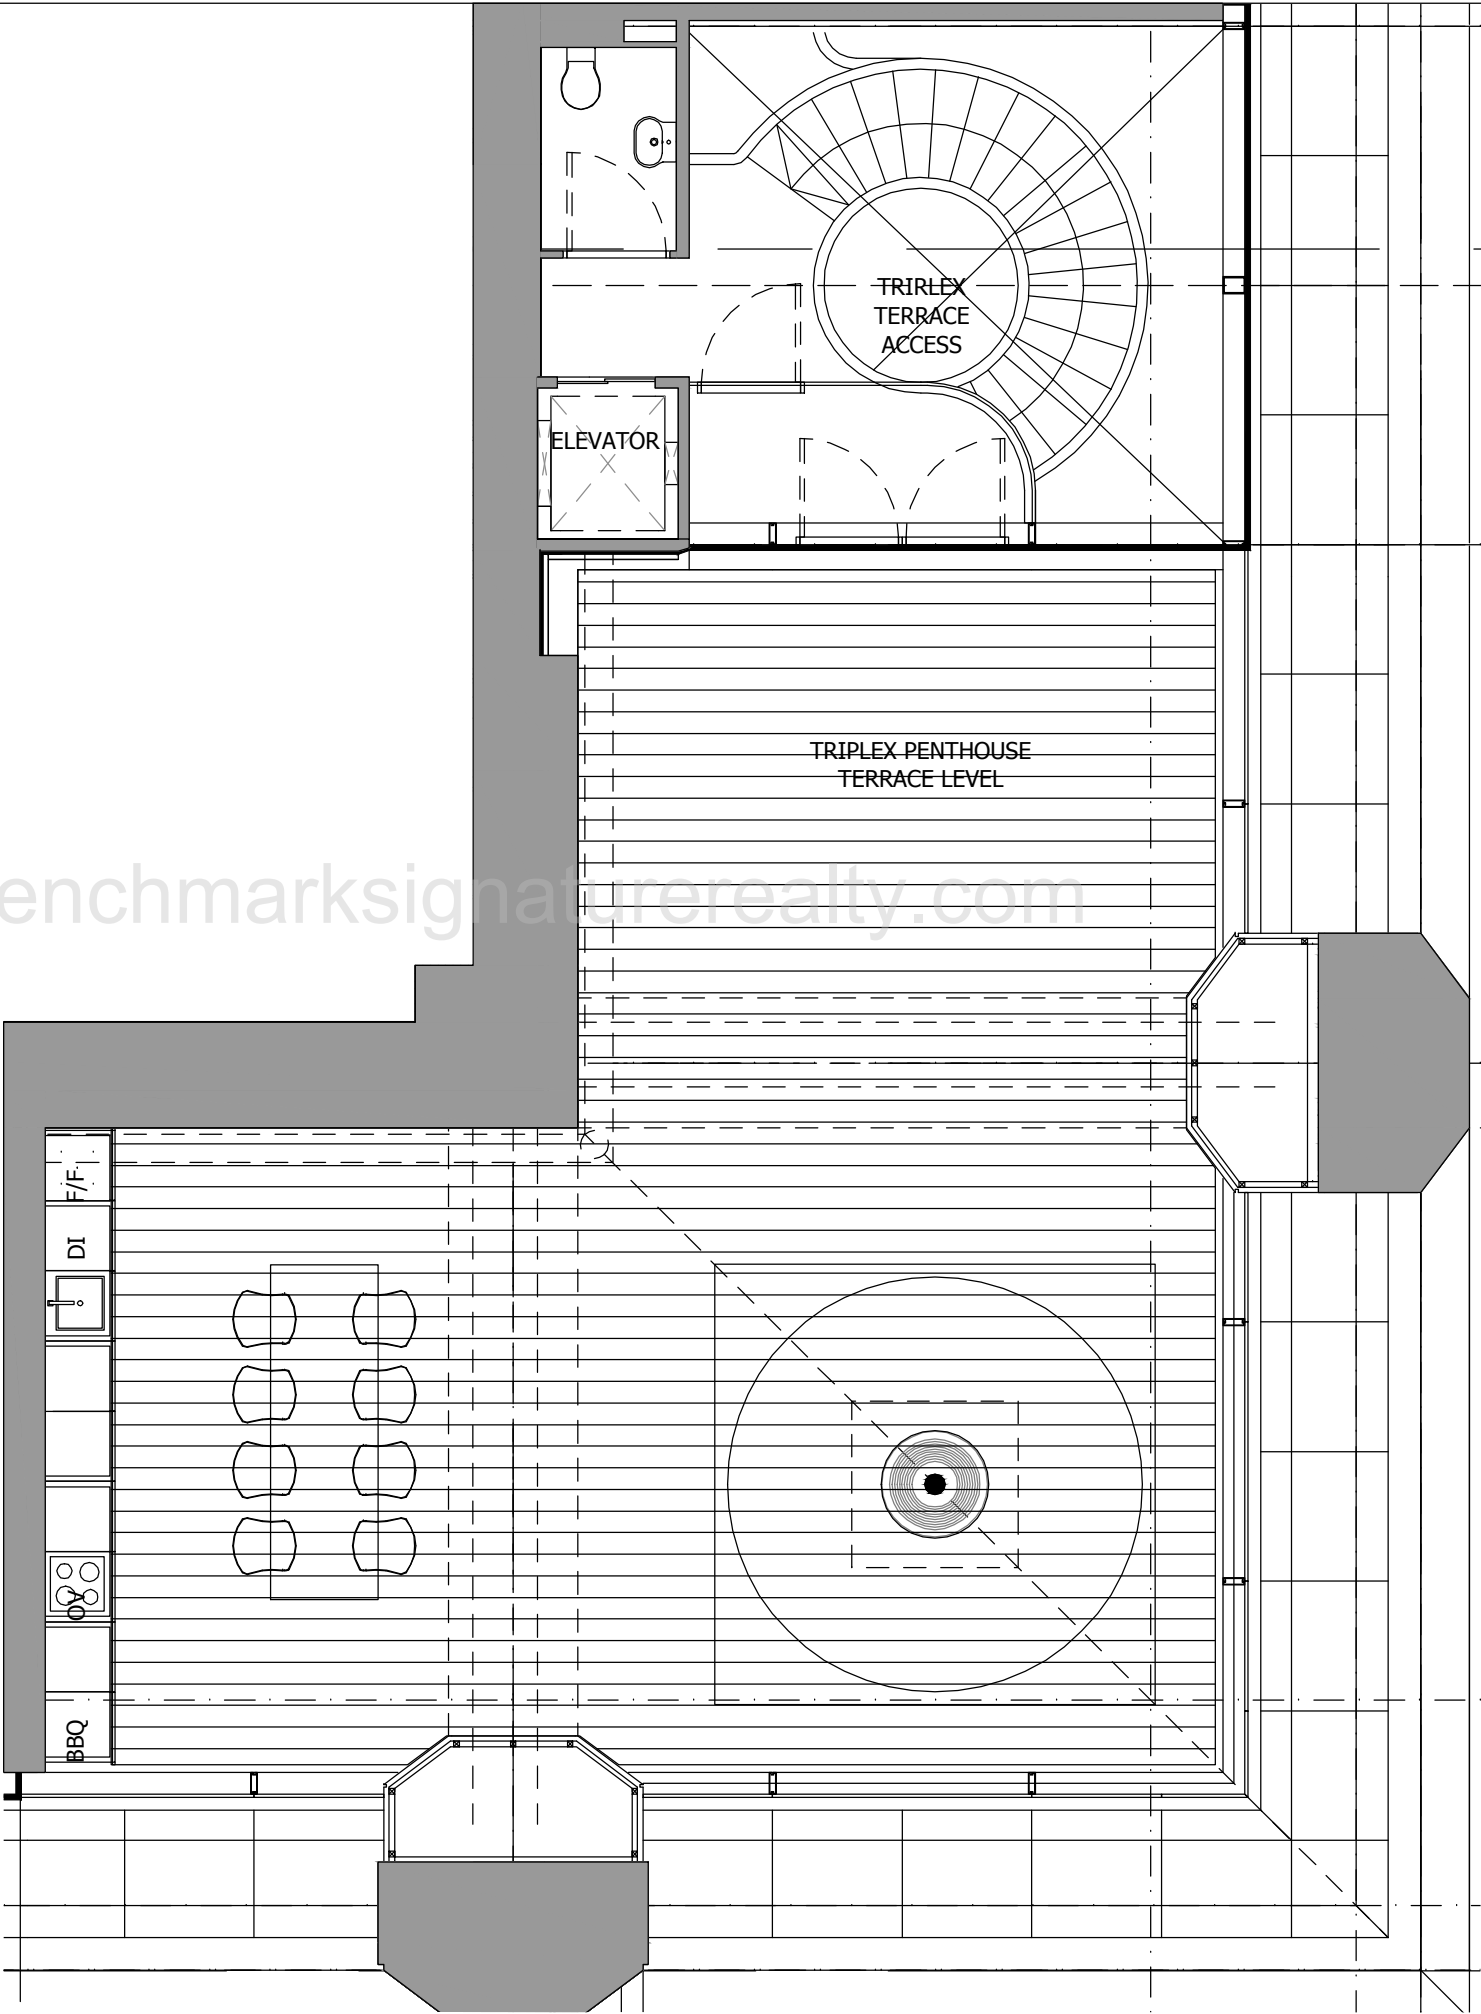 TRIRLEX
TERRACE
ACCESS
ELEVATOR
TRIPLEX PENTHOUSE
TERRACE LEVEL
enchmarksignaturerealty.com
F/F
DI
OV
BBQ